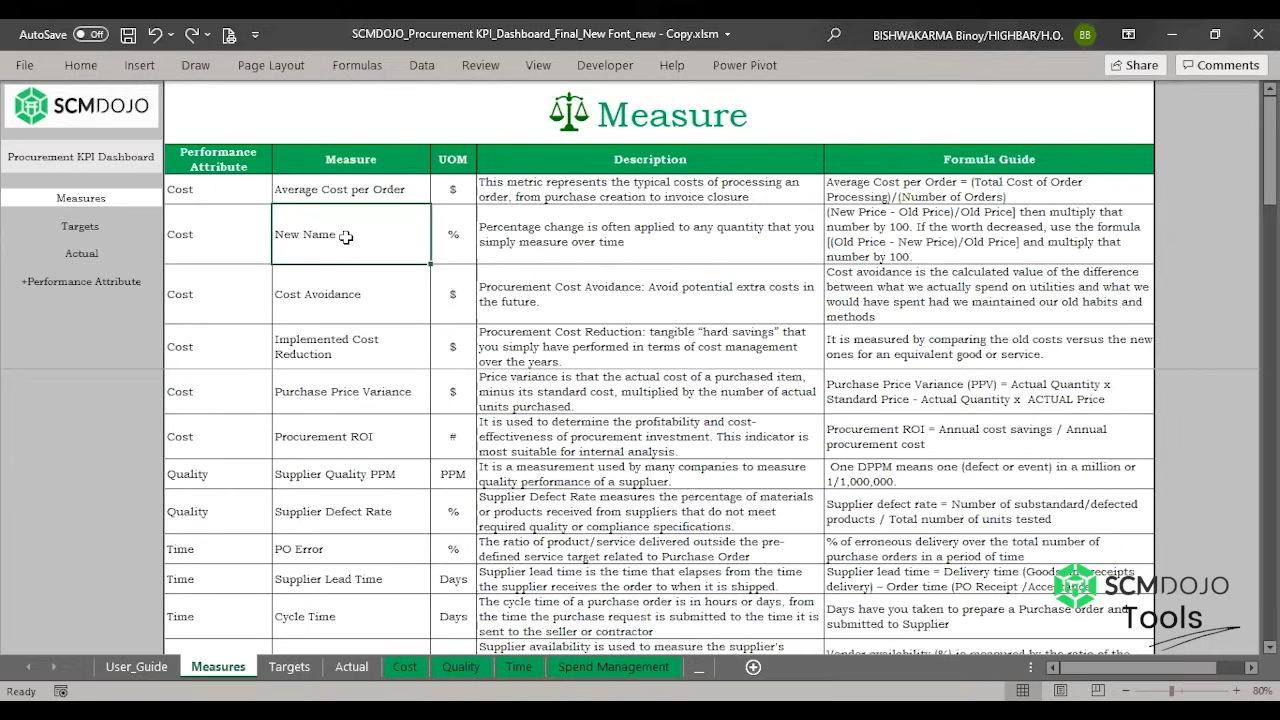 AutoSave Off
SCMDOJO_Procurement KPI_Dashboard_Final_New Font_new - Copy.xlsm
BISHWAKARMA Binoy/HIGHBAR/H.O. BB
File Home Insert Draw Page Layout Formulas Data Review View Developer Help Power Pivot Share Comments
SCMDOJO
Measure
Procurement KPI Dashboard
Measures
Targets
Actual
+Performance Attribute
Performance Attribute Measure UOM Description Formula Guide
Cost
Average Cost per Order
$
This metric represents the typical costs of processing an
order, from purchase creation to invoice closure
Average Cost per Order = (Total Cost of Order
Processing)/(Number of Orders)
Cost
New Name
%
Percentage change is often applied to any quantity that you
simply measure over time
(New Price - Old Price)/Old Price] then multiply that
number by 100. If the worth decreased, use the formula
[(Old Price - New Price)/Old Price] and multiply that
number by 100.
Cost
Cost Avoidance
$
Procurement Cost Avoidance: Avoid potential extra costs in
the future.
Cost avoidance is the calculated value of the difference
between what we actually spend on utilities and what we
would have spent had we maintained our old habits and
methods
Cost
Implemented Cost
Reduction
$
Procurement Cost Reduction: tangible “hard savings” that
you simply have performed in terms of cost management
over the years.
It is measured by comparing the old costs versus the new
ones for an equivalent good or service.
Cost
Purchase Price Variance
$
Price variance is that the actual cost of a purchased item,
minus its standard cost, multiplied by the number of actual
units purchased.
Purchase Price Variance (PPV) = Actual Quantity x
Standard Price - Actual Quantity x ACTUAL Price
Cost
Procurement ROI
#
It is used to determine the profitability and cost-
effectiveness of procurement investment. This indicator is
most suitable for internal analysis.
Procurement ROI = Annual cost savings / Annual
procurement cost
Quality
Supplier Quality PPM
PPM
It is a measurement used by many companies to measure
quality performance of a suppluer.
One DPPM means one (defect or event) in a million or
1/1,000,000.
Quality
Supplier Defect Rate
%
Supplier Defect Rate measures the percentage of materials
or products received from suppliers that do not meet
required quality or compliance specifications.
Supplier defect rate = Number of substandard/defected
products / Total number of units tested
Time
PO Error
%
The ratio of product/service delivered outside the pre-
defined service target related to Purchase Order
% of erroneous delivery over the total number of
purchase orders in a period of time
Time
Supplier Lead Time
Days
Supplier lead time is the time that elapses from the time
the supplier receives the order to when it is shipped.
Supplier lead time = Delivery time (Goods receipts
delivery) – Order time (PO Receipt /
Time
Cycle Time
Days
The cycle time of a purchase order is in hours or days, from
the time the purchase request is submitted to the time it is
sent to the seller or contractor
Days have you taken to prepare a Purchase order and
submitted to Supplier
Supplier availability is used to measure the supplier's
Vendor availability (%) is measured by the ratio of the
SCMDOJO
Tools
User_Guide Measures Targets Actual Cost Quality Time Spend Management ...
Ready
80%